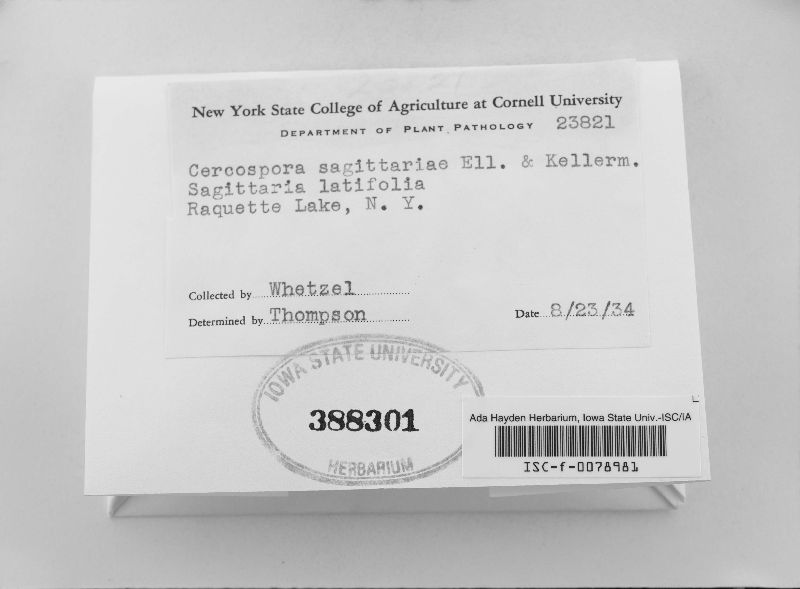 New York State College of Agriculture at Cornell University
DEPARTMENT OF PLANT PATHOLOGY 23821
Cercospora sagittariae Ell. & Kellerm.
Sagittaria latifolia
Raquette Lake, N. Y.
Collected by Whetzel
Determined by Thompson
Date 8/23/34
IOWA STATE UNIVERSITY
388301
HERBARIUM
Ada Hayden Herbarium, Iowa State Univ.-ISC/IA
ISC-f-0078981